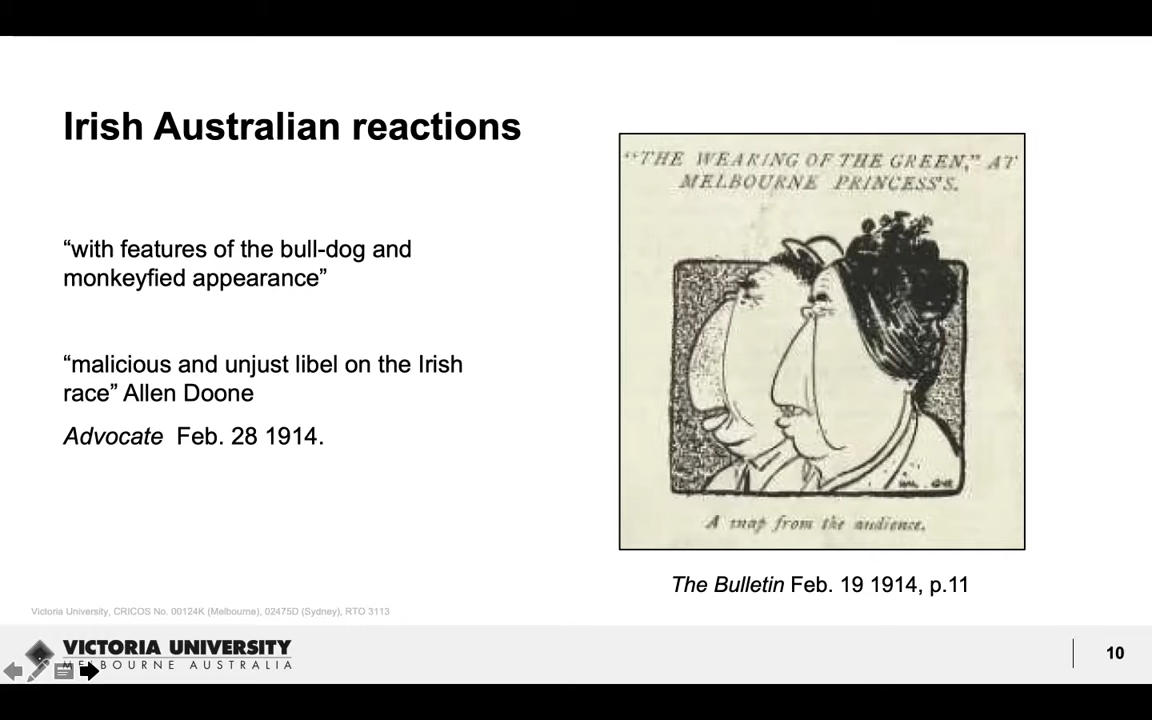 Irish Australian reactions
“with features of the bull-dog and
monkeyfied appearance”
“malicious and unjust libel on the Irish
race” Allen Doone
Advocate Feb. 28 1914.
“THE WEARING OF THE GREEN,” AT
MELBOURNE PRINCESS'S.
A map from the audience.
The Bulletin Feb. 19 1914, p.11
Victoria University, CRICOS No. 00124K (Melbourne), 02475D (Sydney), RTO 3113
VICTORIA UNIVERSITY
MELBOURNE AUSTRALIA
10